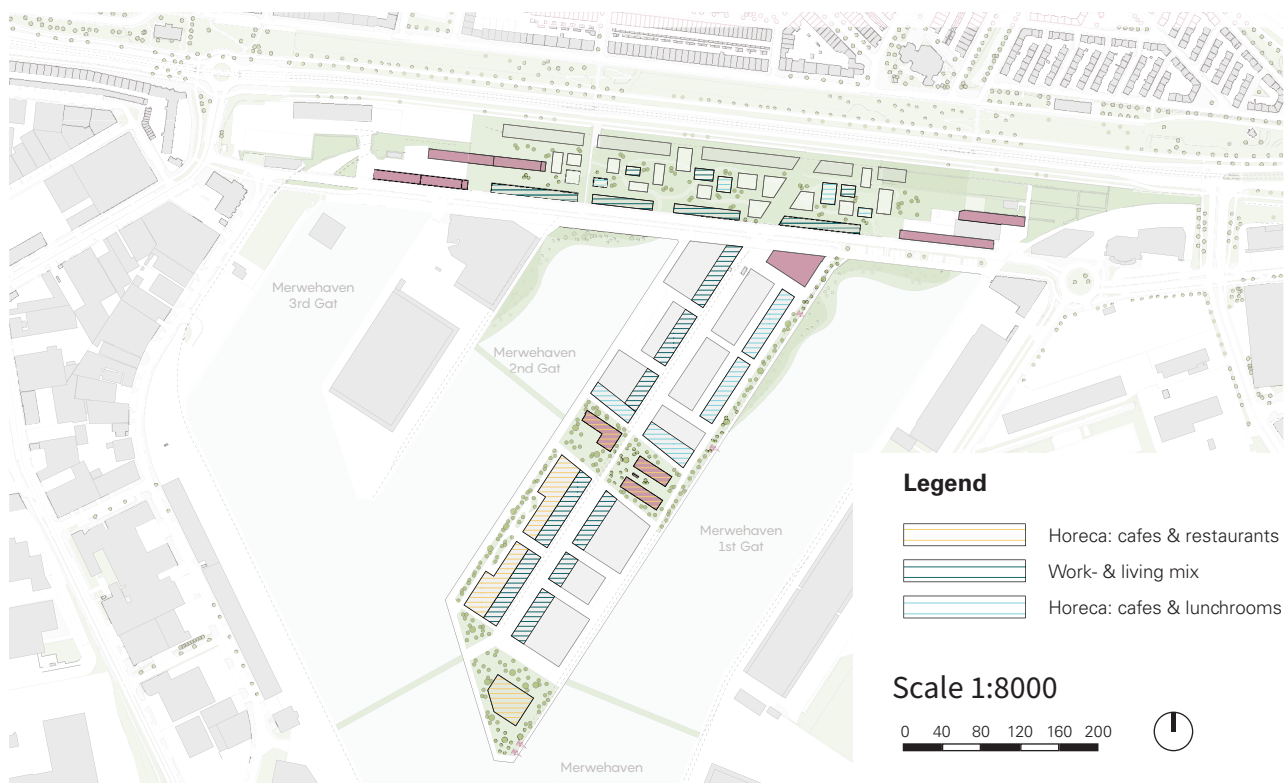 Merwehaven
3rd Gat
Merwehaven
2nd Gat
Merwehaven
1st Gat
Merwehaven
Legend
Horeca: cafes & restaurants
Work- & living mix
Horeca: cafes & lunchrooms
Scale 1:8000
0 40 80 120 160 200